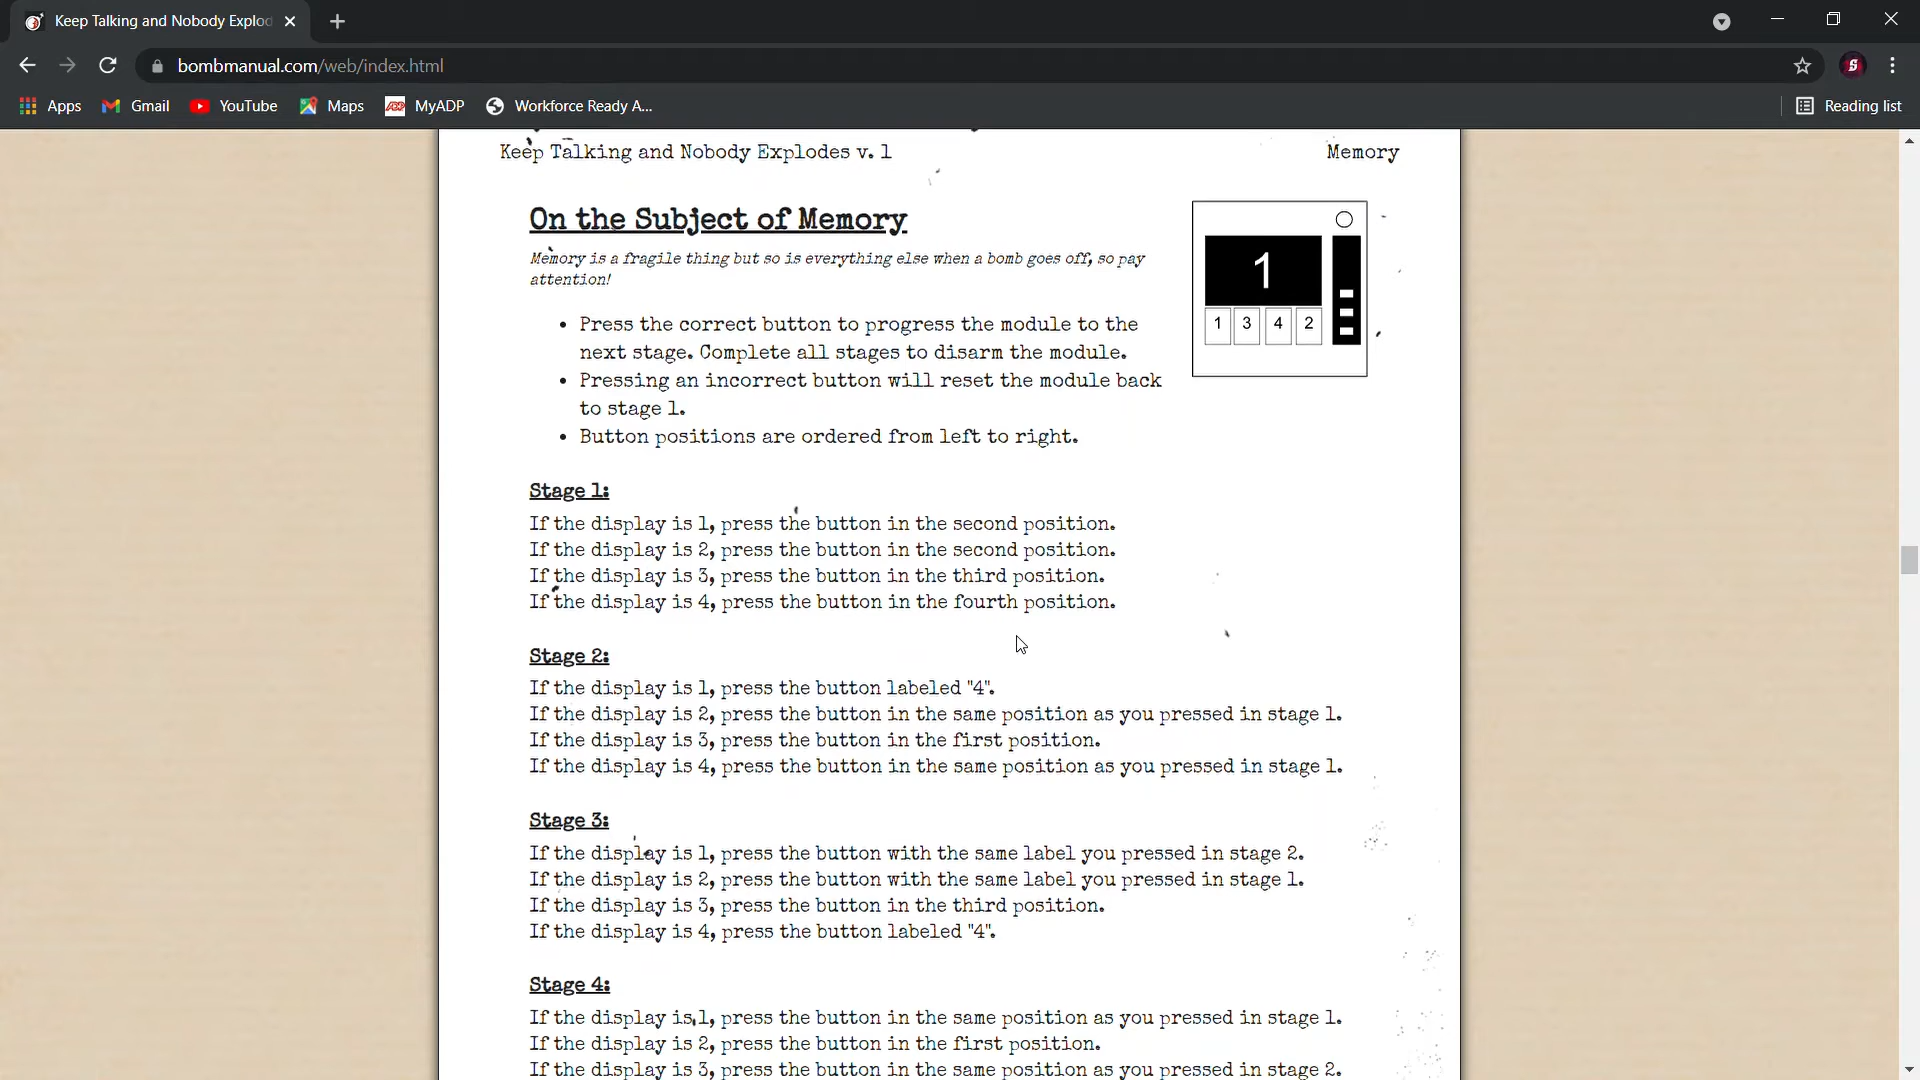 Keep Talking and Nobody Explod
bombmanual.com/web/index.html
Apps
Gmail
YouTube
Maps
MyADP
Workforce Ready A...
Reading list
Keep Talking and Nobody Explodes v. 1
Memory
On the Subject of Memory
Memory is a fragile thing but so is everything else when a bomb goes off, so pay
attention!
1
1 3 4 2
• Press the correct button to progress the module to the
next stage. Complete all stages to disarm the module.
• Pressing an incorrect button will reset the module back
to stage 1.
• Button positions are ordered from left to right.
Stage 1:
If the display is 1, press the button in the second position.
If the display is 2, press the button in the second position.
If the display is 3, press the button in the third position.
If the display is 4, press the button in the fourth position.
Stage 2:
If the display is 1, press the button labeled "4".
If the display is 2, press the button in the same position as you pressed in stage 1.
If the display is 3, press the button in the first position.
If the display is 4, press the button in the same position as you pressed in stage 1.
Stage 3:
If the display is 1, press the button with the same label you pressed in stage 2.
If the display is 2, press the button with the same label you pressed in stage 1.
If the display is 3, press the button in the third position.
If the display is 4, press the button labeled "4".
Stage 4:
If the display is 1, press the button in the same position as you pressed in stage 1.
If the display is 2, press the button in the first position.
If the display is 3, press the button in the same position as you pressed in stage 2.